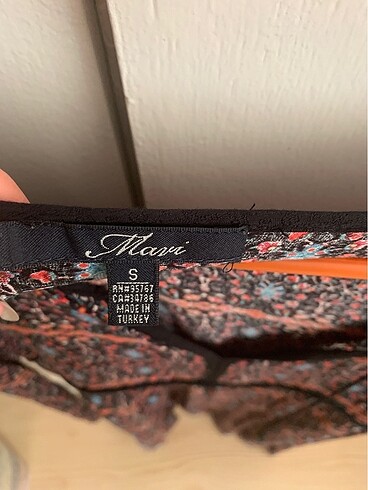 Mavi
S
RN#95767
CA#34786
MADE IN
TURKEY